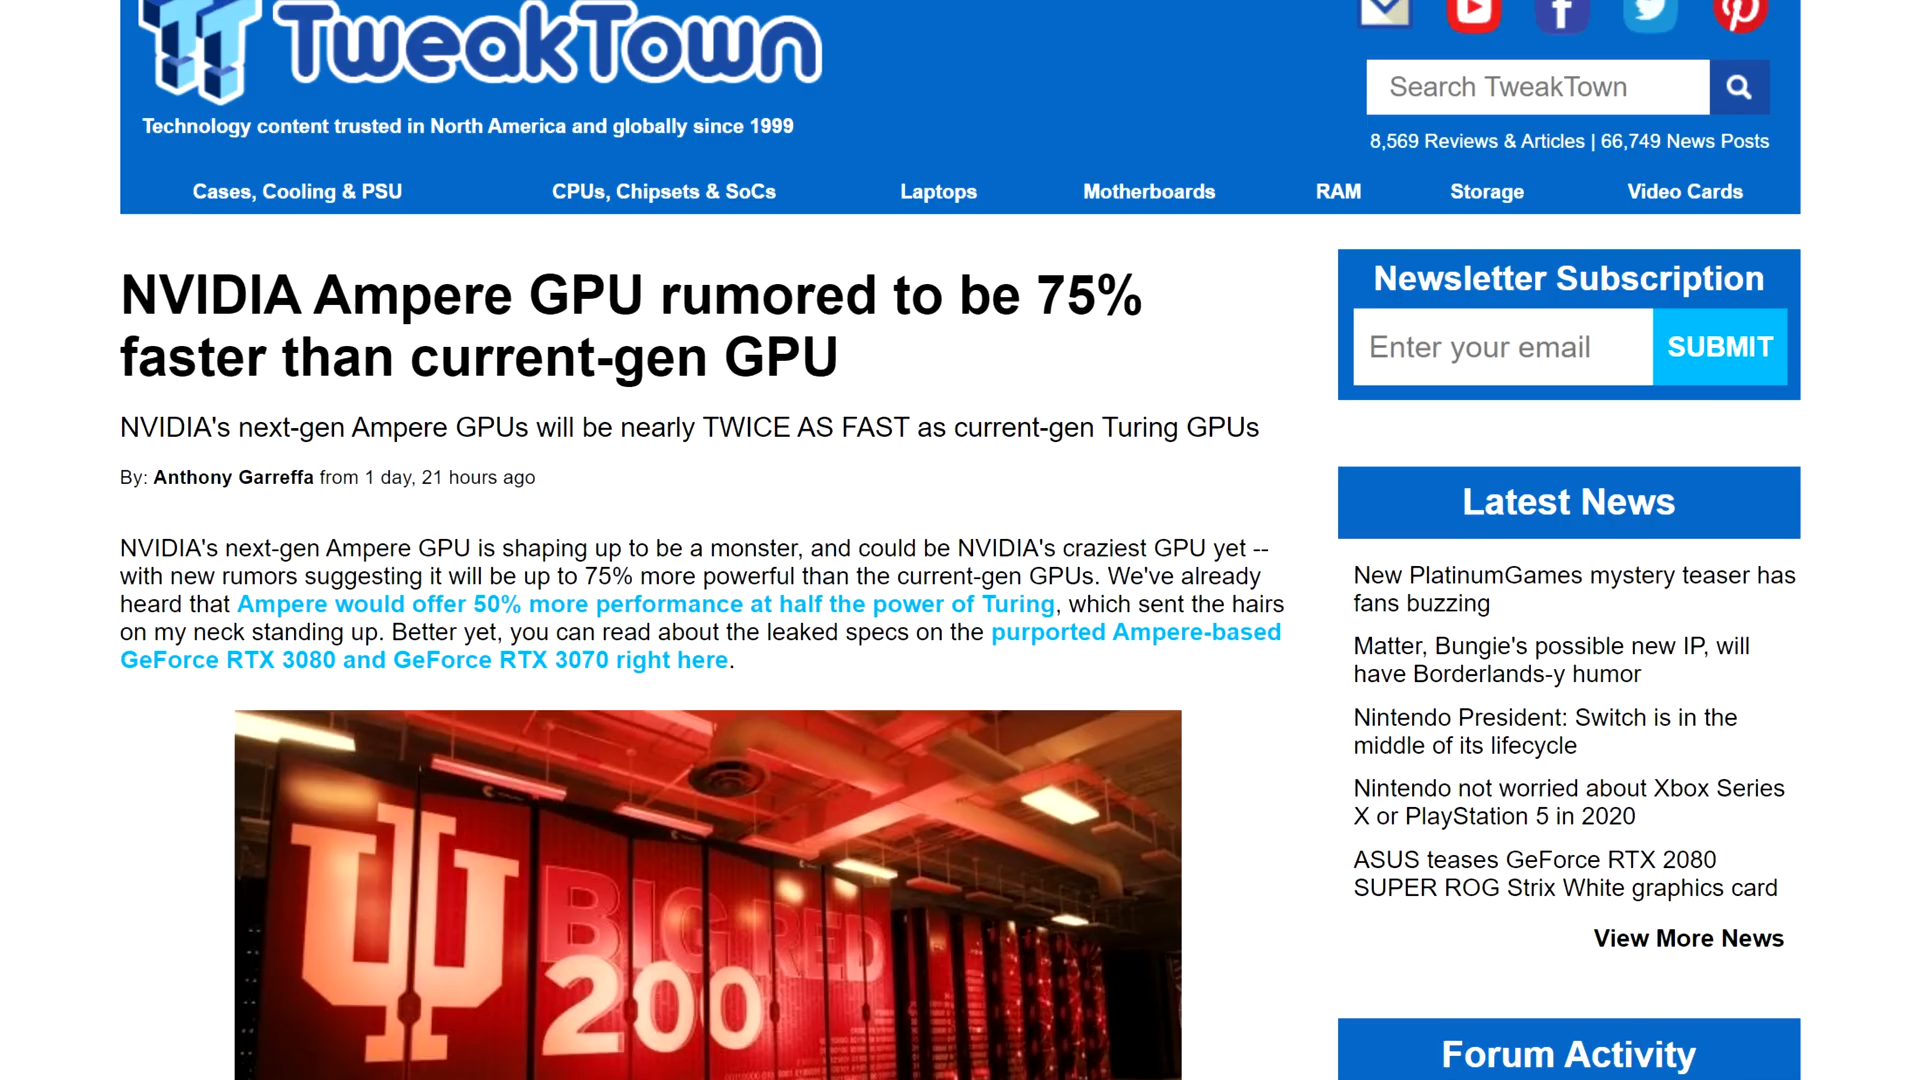 TweakTown
Technology content trusted in North America and globally since 1999
Search TweakTown
8,569 Reviews & Articles | 66,749 News Posts
Cases, Cooling & PSU
CPUs, Chipsets & SoCs
Laptops
Motherboards
RAM
Storage
Video Cards
NVIDIA Ampere GPU rumored to be 75%
faster than current-gen GPU
NVIDIA's next-gen Ampere GPUs will be nearly TWICE AS FAST as current-gen Turing GPUs
By: Anthony Garreffa from 1 day, 21 hours ago
NVIDIA's next-gen Ampere GPU is shaping up to be a monster, and could be NVIDIA's craziest GPU yet --
with new rumors suggesting it will be up to 75% more powerful than the current-gen GPUs. We've already
heard that Ampere would offer 50% more performance at half the power of Turing, which sent the hairs
on my neck standing up. Better yet, you can read about the leaked specs on the purported Ampere-based
GeForce RTX 3080 and GeForce RTX 3070 right here.
IU
BIG RED
200
Newsletter Subscription
Enter your email
SUBMIT
Latest News
New PlatinumGames mystery teaser has
fans buzzing
Matter, Bungie's possible new IP, will
have Borderlands-y humor
Nintendo President: Switch is in the
middle of its lifecycle
Nintendo not worried about Xbox Series
X or PlayStation 5 in 2020
ASUS teases GeForce RTX 2080
SUPER ROG Strix White graphics card
View More News
Forum Activity